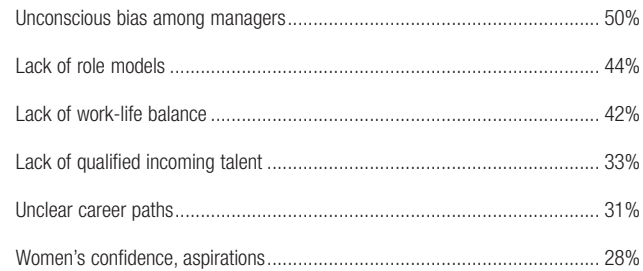 Unconscious bias among managers.......................................................................... 50%
Lack of role models ................................................................................................ 44%
Lack of work-life balance ....................................................................................... 42%
Lack of qualified incoming talent ........................................................................... 33%
Unclear career paths............................................................................................... 31%
Women’s confidence, aspirations........................................................................... 28%